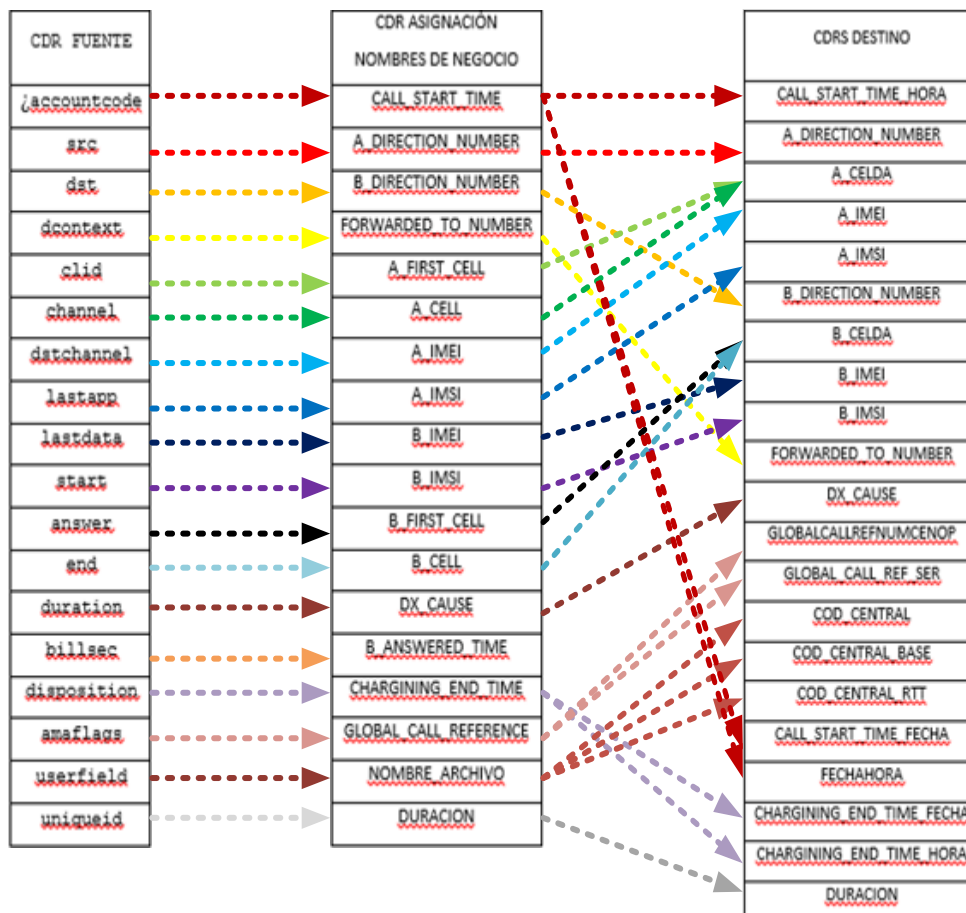 CDR FUENTE
¿accountcode
src
dst
dcontext
clid
channel
dstchannel
lastapp
lastdata
start
answer
end
duration
billsec
disposition
amaflags
userfield
uniqueid
CDR ASIGNACIÓN
NOMBRES DE NEGOCIO
CALL_START_TIME
A_DIRECTION_NUMBER
B_DIRECTION_NUMBER
FORWARDED_TO_NUMBER
A_FIRST_CELL
A_CELL
A_IMEI
A_IMSI
B_IMEI
B_IMSI
B_FIRST_CELL
B_CELL
DX_CAUSE
B_ANSWERED_TIME
CHARGINING_END_TIME
GLOBAL_CALL_REFERENCE
NOMBRE_ARCHIVO
DURACION
CDRS DESTINO
CALL_START_TIME_HORA
A_DIRECTION_NUMBER
A_CELDA
A_IMEI
A_IMSI
B_DIRECTION_NUMBER
B_CELDA
B_IMEI
B_IMSI
FORWARDED_TO_NUMBER
DX_CAUSE
GLOBALCALLREFNUMCENOP
GLOBAL_CALL_REF_SER
COD_CENTRAL
COD_CENTRAL_BASE
COD_CENTRAL_RTT
CALL_START_TIME_FECHA
FECHAHORA
CHARGINING_END_TIME_FECHA
CHARGINING_END_TIME_HORA
DURACION